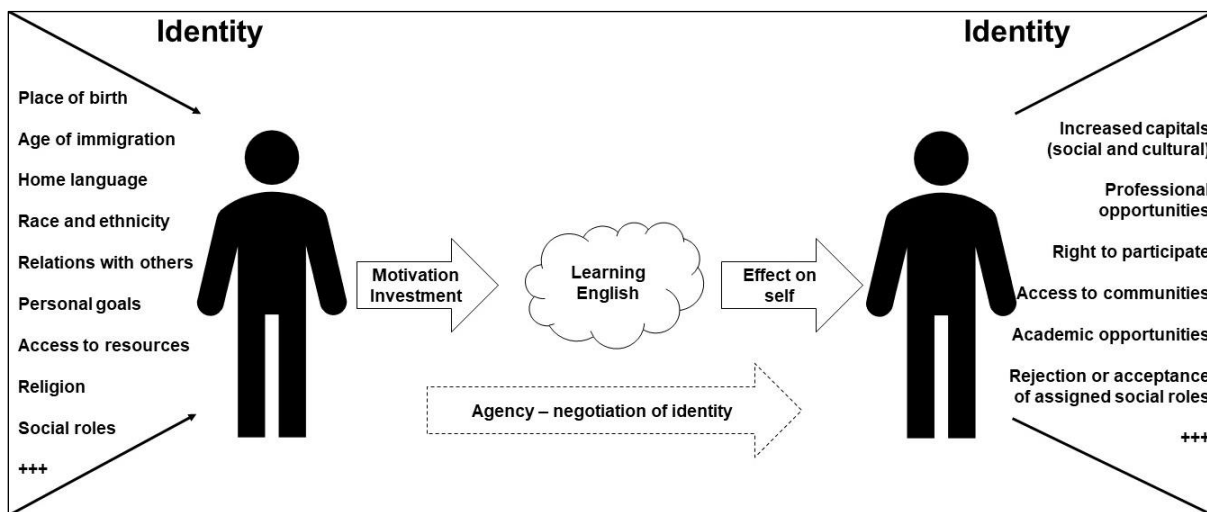 Identity
Place of birth
Age of immigration
Home language
Race and ethnicity
Relations with others
Personal goals
Access to resources
Religion
Social roles
+++
Motivation
Investment
Learning
English
Effect on
self
Agency – negotiation of identity
Identity
Increased capitals
(social and cultural)
Professional
opportunities
Right to participate
Access to communities
Academic opportunities
Rejection or acceptance
of assigned social roles
+++